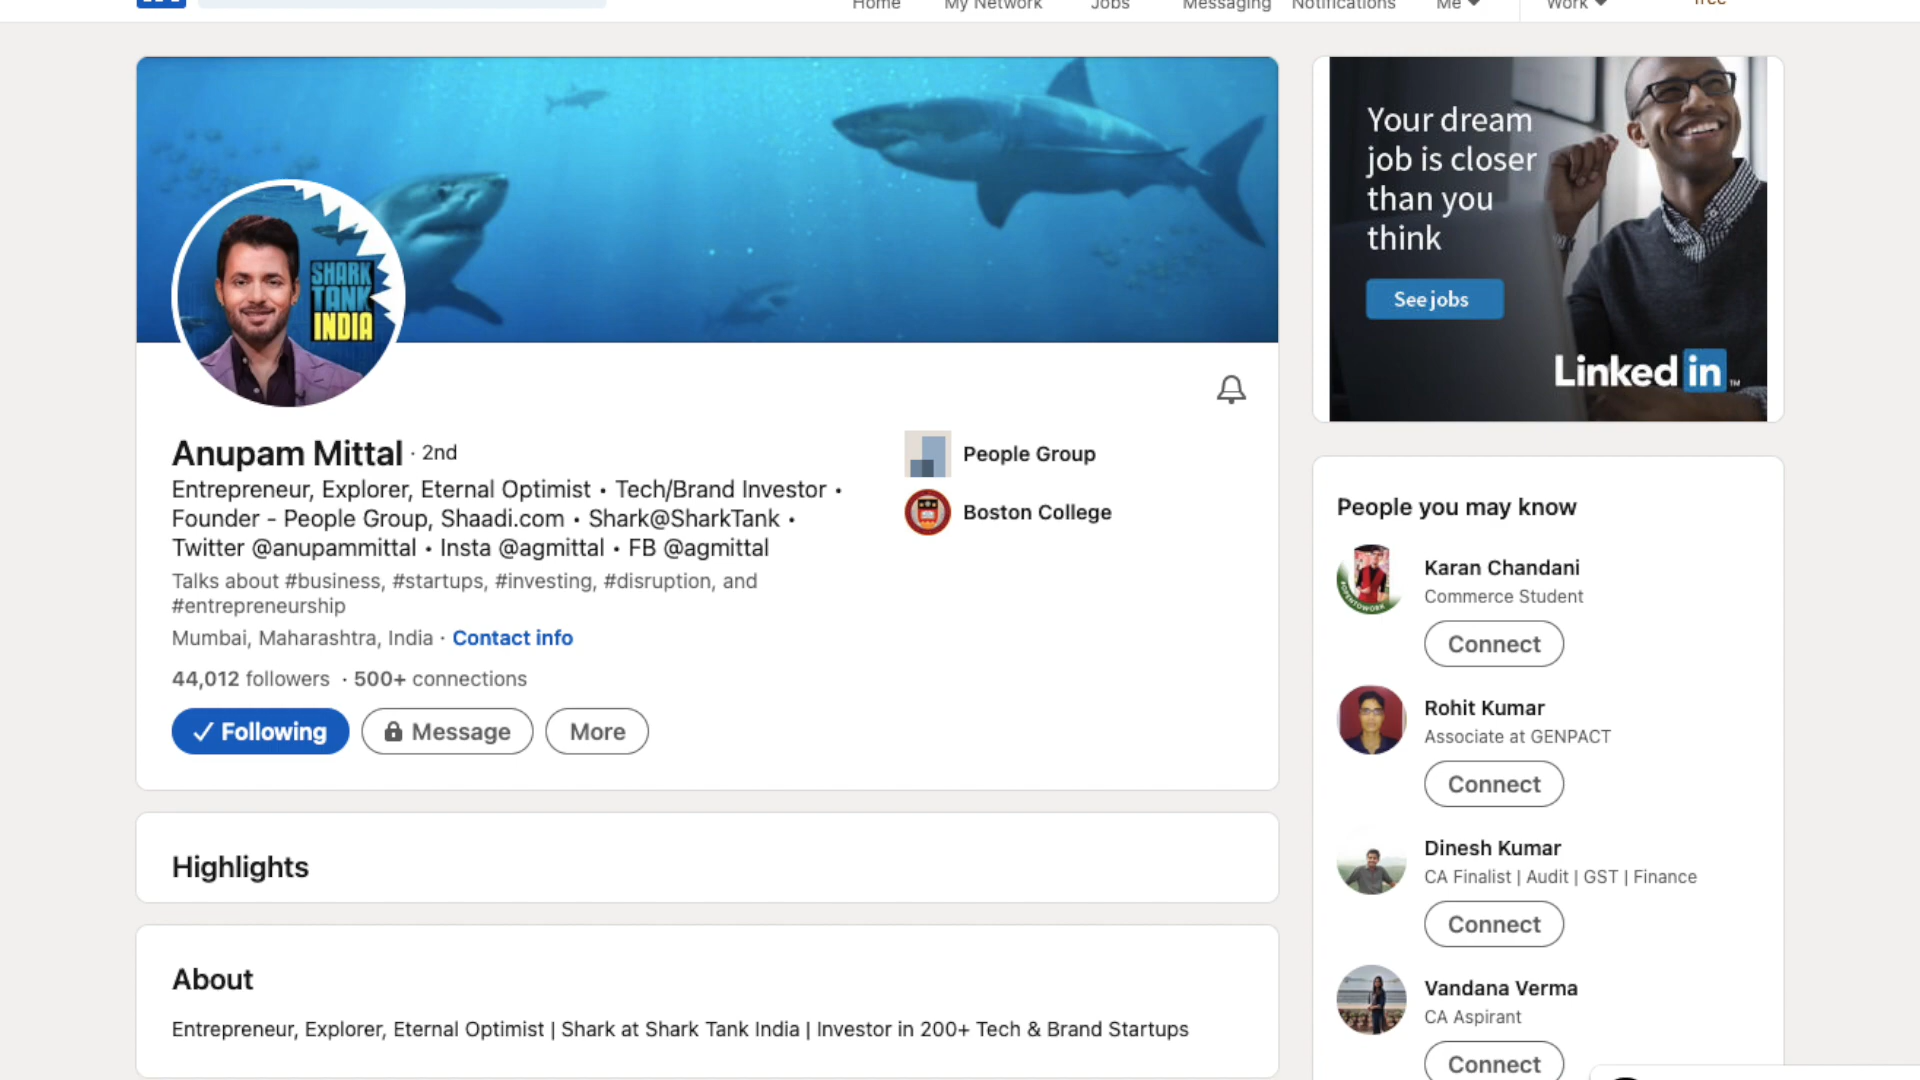 Home My Network Jobs Messaging Notifications Me Work free
SHARK
TANK
INDIA
Anupam Mittal · 2nd
Entrepreneur, Explorer, Eternal Optimist • Tech/Brand Investor •
Founder - People Group, Shaadi.com • Shark@SharkTank •
Twitter @anupammittal • Insta @agmittal • FB @agmittal
Talks about #business, #startups, #investing, #disruption, and
#entrepreneurship
Mumbai, Maharashtra, India · Contact info
44,012 followers · 500+ connections
Following Message More
People Group
Boston College
Highlights
About
Entrepreneur, Explorer, Eternal Optimist | Shark at Shark Tank India | Investor in 200+ Tech & Brand Startups
Your dream
job is closer
than you
think
See jobs
Linked in TM
People you may know
Karan Chandani
#OPENTOWORK
Commerce Student
Connect
Rohit Kumar
Associate at GENPACT
Connect
Dinesh Kumar
CA Finalist | Audit | GST | Finance
Connect
Vandana Verma
CA Aspirant
Connect